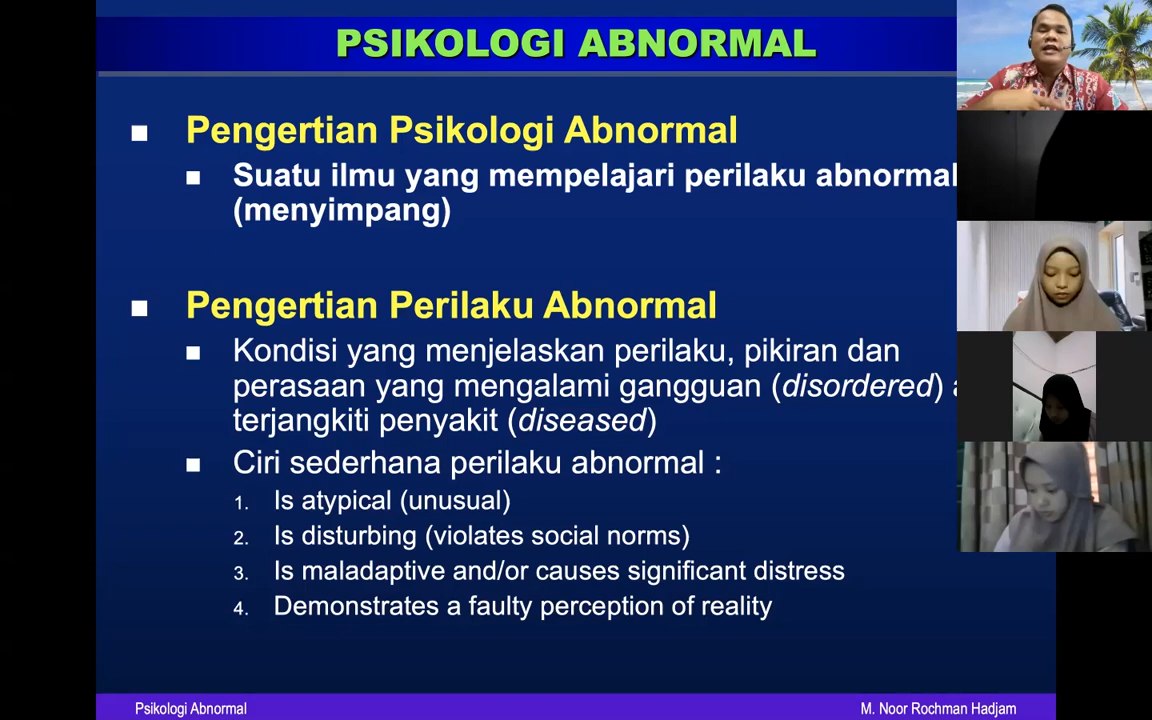 PSIKOLOGI ABNORMAL
Pengertian Psikologi Abnormal
Suatu ilmu yang mempelajari perilaku abnormal
(menyimpang)
Pengertian Perilaku Abnormal
Kondisi yang menjelaskan perilaku, pikiran dan
perasaan yang mengalami gangguan (disordered)
terjangkiti penyakit (diseased)
Ciri sederhana perilaku abnormal :
1. Is atypical (unusual)
2. Is disturbing (violates social norms)
3. Is maladaptive and/or causes significant distress
4. Demonstrates a faulty perception of reality
Psikologi Abnormal
M. Noor Rochman Hadjam